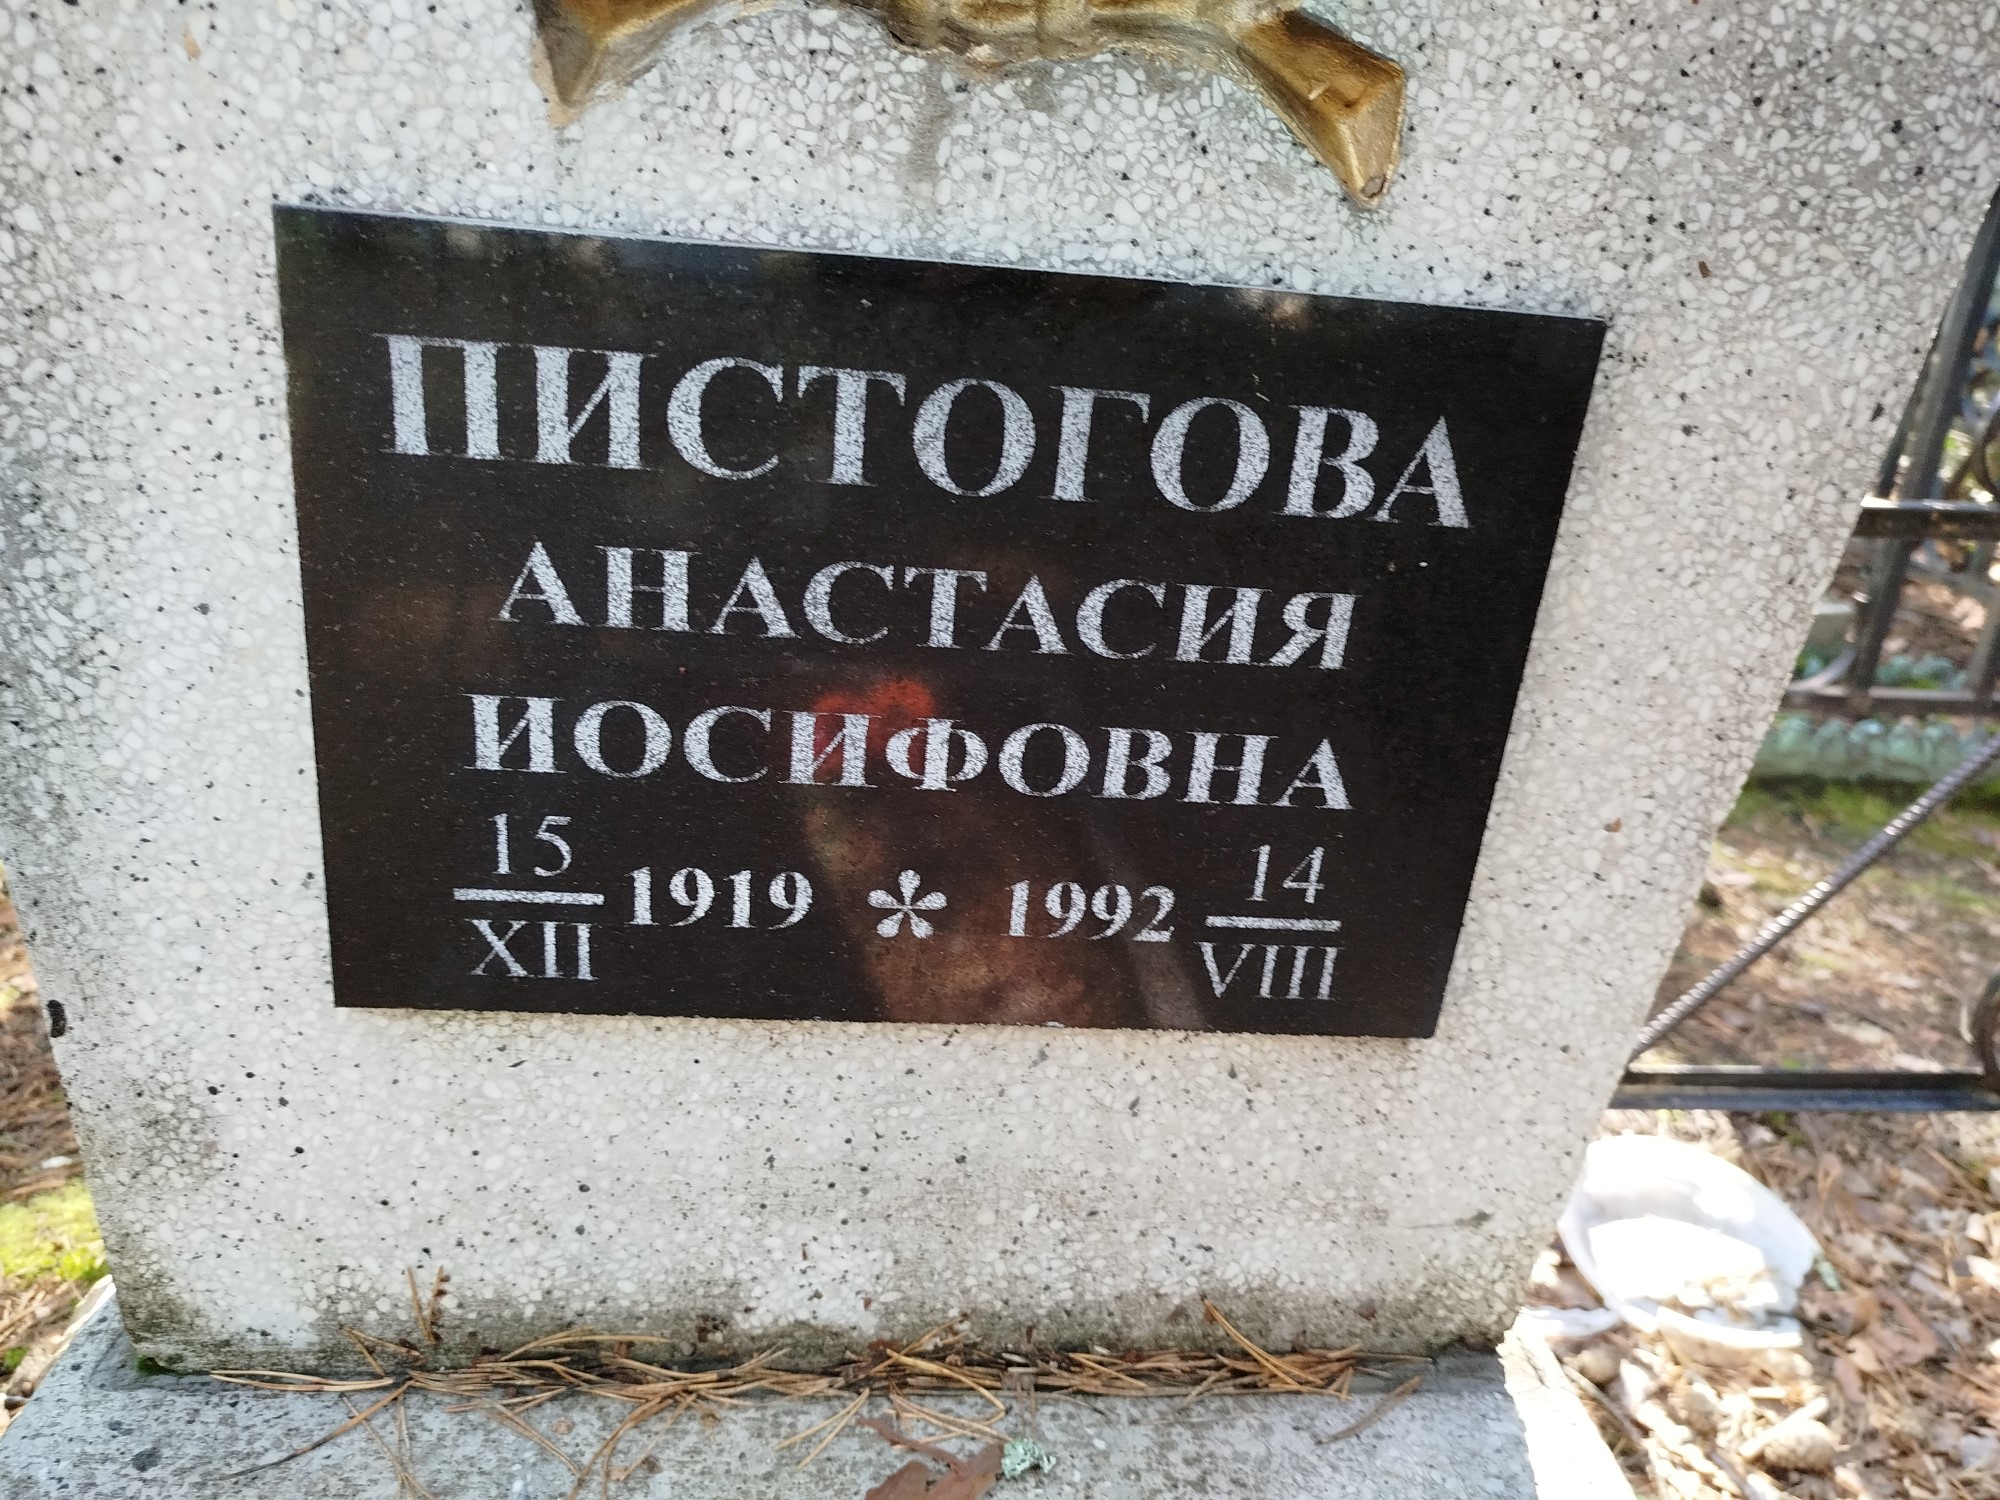 ПИСТОГОВА
АНАСТАСИЯ
ИОСИФОВНА
15/XII 1919 * 1992 14/VIII